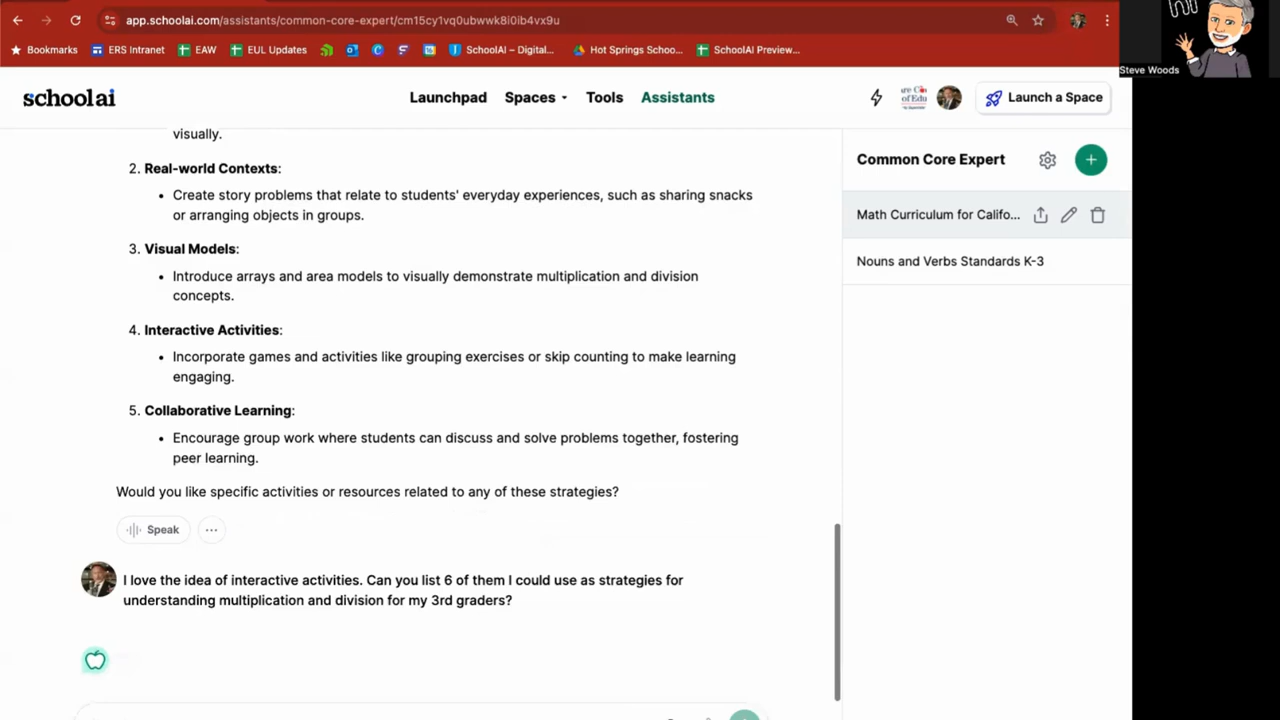 app.schoolai.com/assistants/common-core-expert/cm15cy1vq0ubwwk8i0ib4vx9u
Bookmarks ERS Intranet EAW EUL Updates SchoolAI – Digital... Hot Springs Schoo... SchoolAI Preview...
Steve Woods
schoolai Launchpad Spaces Tools Assistants Launch a Space
visually.
2. Real-world Contexts:
• Create story problems that relate to students' everyday experiences, such as sharing snacks
or arranging objects in groups.
3. Visual Models:
• Introduce arrays and area models to visually demonstrate multiplication and division
concepts.
4. Interactive Activities:
• Incorporate games and activities like grouping exercises or skip counting to make learning
engaging.
5. Collaborative Learning:
• Encourage group work where students can discuss and solve problems together, fostering
peer learning.
Would you like specific activities or resources related to any of these strategies?
Speak
I love the idea of interactive activities. Can you list 6 of them I could use as strategies for
understanding multiplication and division for my 3rd graders?
Common Core Expert
Math Curriculum for Califo...
Nouns and Verbs Standards K-3